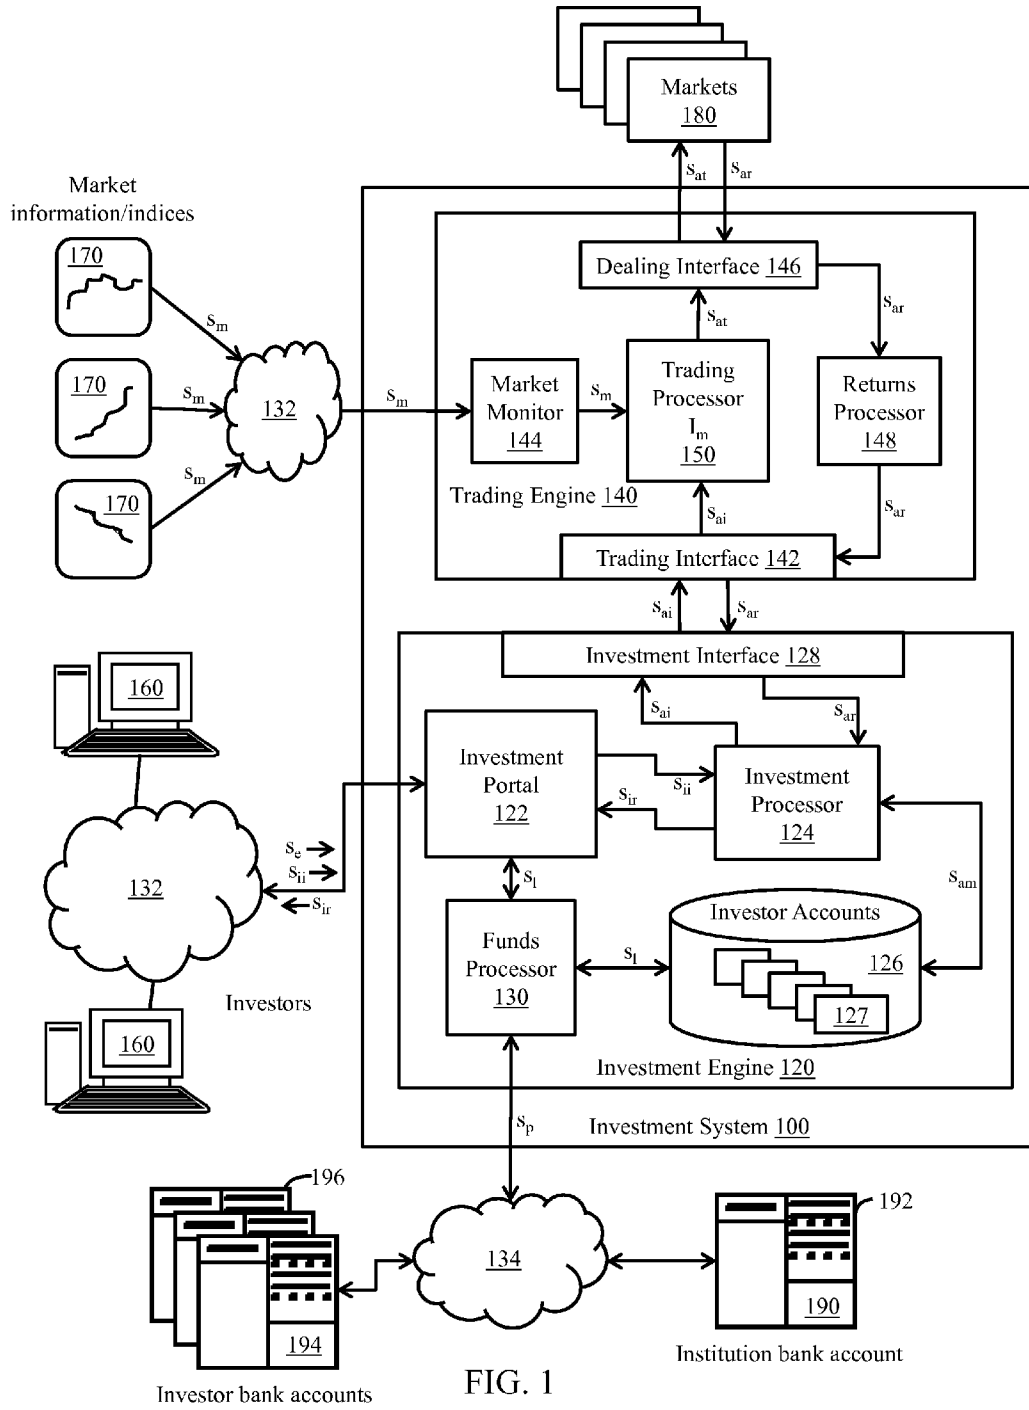 Markets
180
s_at
s_ar
Market
information/indices
170
s_m
170
s_m
170
s_m
132
s_m
Dealing Interface 146
s_at
s_ar
Market
Monitor
144
s_m
Trading
Processor
I_m
150
Returns
Processor
148
Trading Engine 140
s_ai
s_ar
Trading Interface 142
s_ai
s_ar
Investment Interface 128
s_ai
s_ar
160
Investment
Portal
122
s_ii
s_ir
Investment
Processor
124
s_e
s_ii
s_ir
132
s_l
s_am
Funds
Processor
130
s_l
Investor Accounts
126
127
Investors
160
Investment Engine 120
s_p
Investment System 100
196
192
134
194
190
Investor bank accounts
Institution bank account
FIG. 1